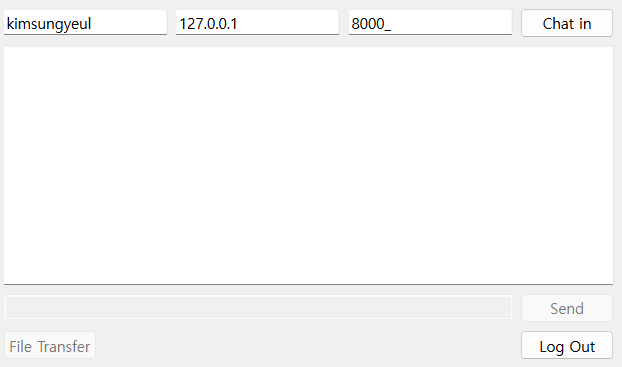 kimsungyeul 127.0.0.1 8000_ Chat in
Send
File Transfer Log Out